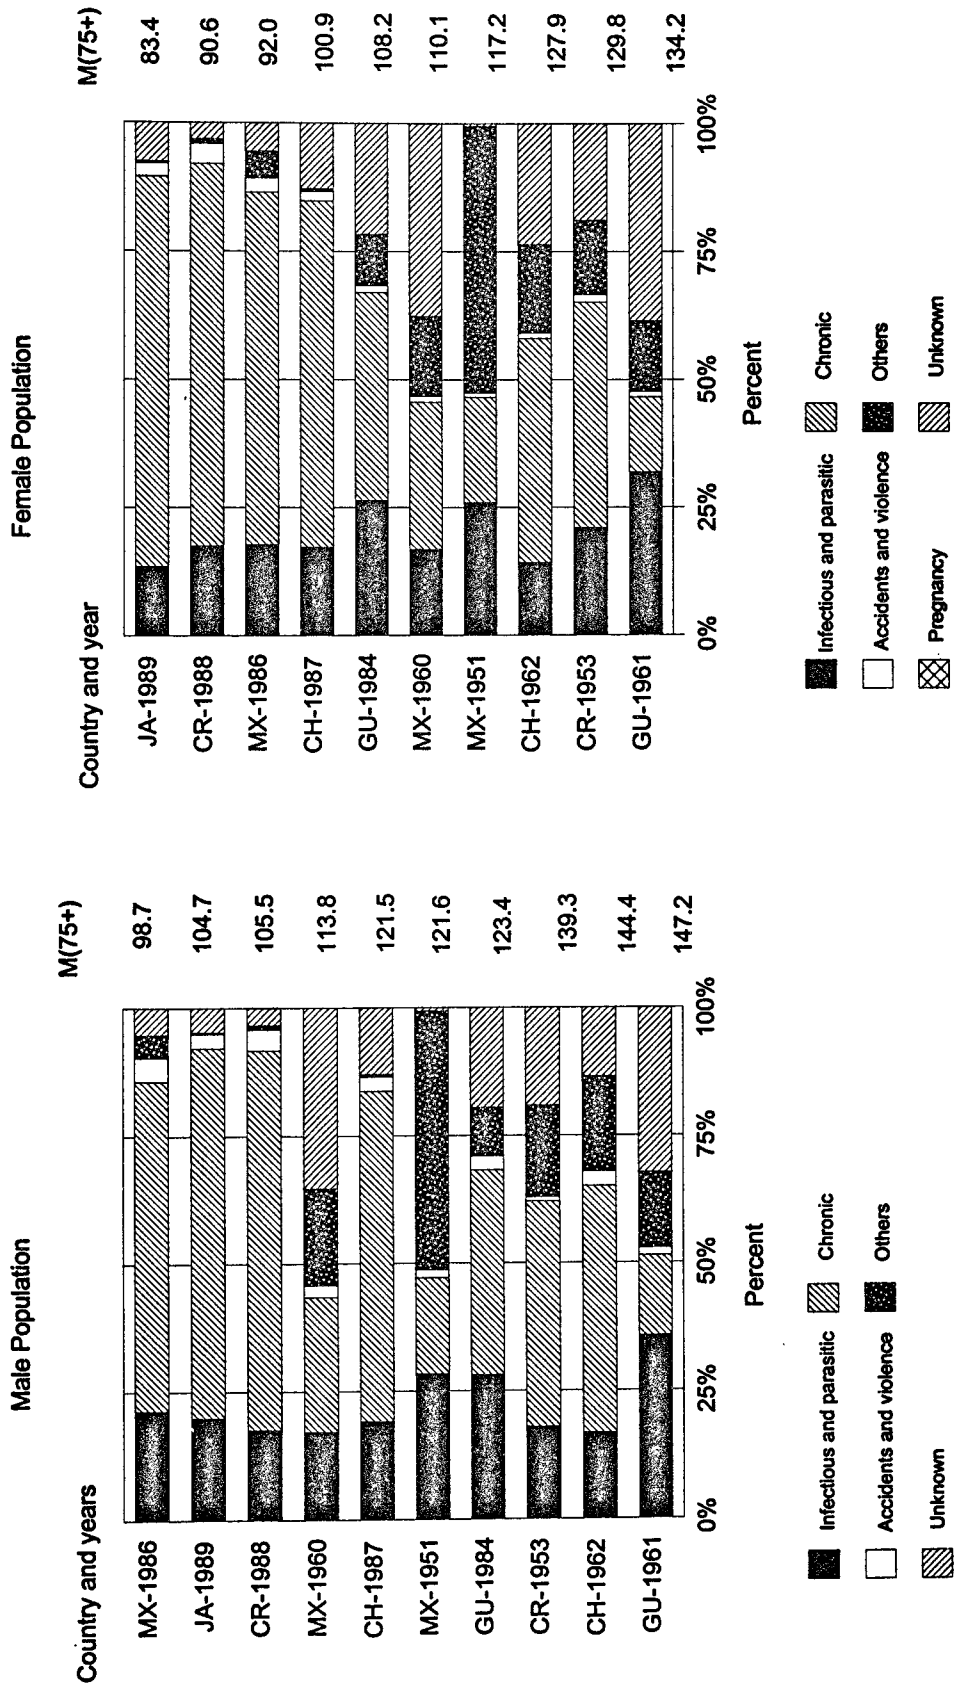 Male Population
Country and years
M(75+)
MX-1986 98.7
JA-1989 104.7
CR-1988 105.5
MX-1960 113.8
CH-1987 121.5
MX-1951 121.6
GU-1984 123.4
CR-1953 139.3
CH-1962 144.4
GU-1961 147.2
0% 25% 50% 75% 100%
Percent
Infectious and parasitic Chronic
Accidents and violence Others
Unknown
Female Population
Country and year
M(75+)
JA-1989 83.4
CR-1988 90.6
MX-1986 92.0
CH-1987 100.9
GU-1984 108.2
MX-1960 110.1
MX-1951 117.2
CH-1962 127.9
CR-1953 129.8
GU-1961 134.2
0% 25% 50% 75% 100%
Percent
Infectious and parasitic Chronic
Accidents and violence Others
Pregnancy Unknown